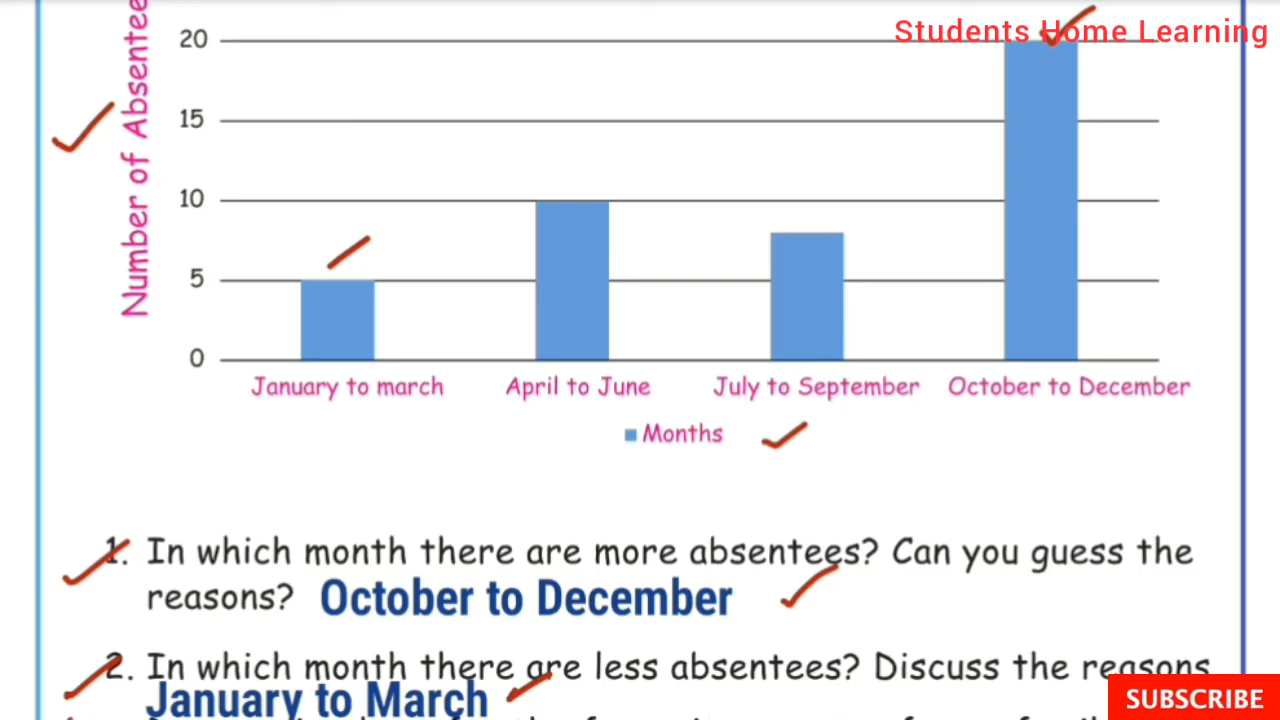 Students Home Learning
Number of Absentee
20
15
10
5
0
January to march April to June July to September October to December
Months
1. In which month there are more absentees? Can you guess the
reasons? October to December
2. In which month there are less absentees? Discuss the reasons
January to March
SUBSCRIBE